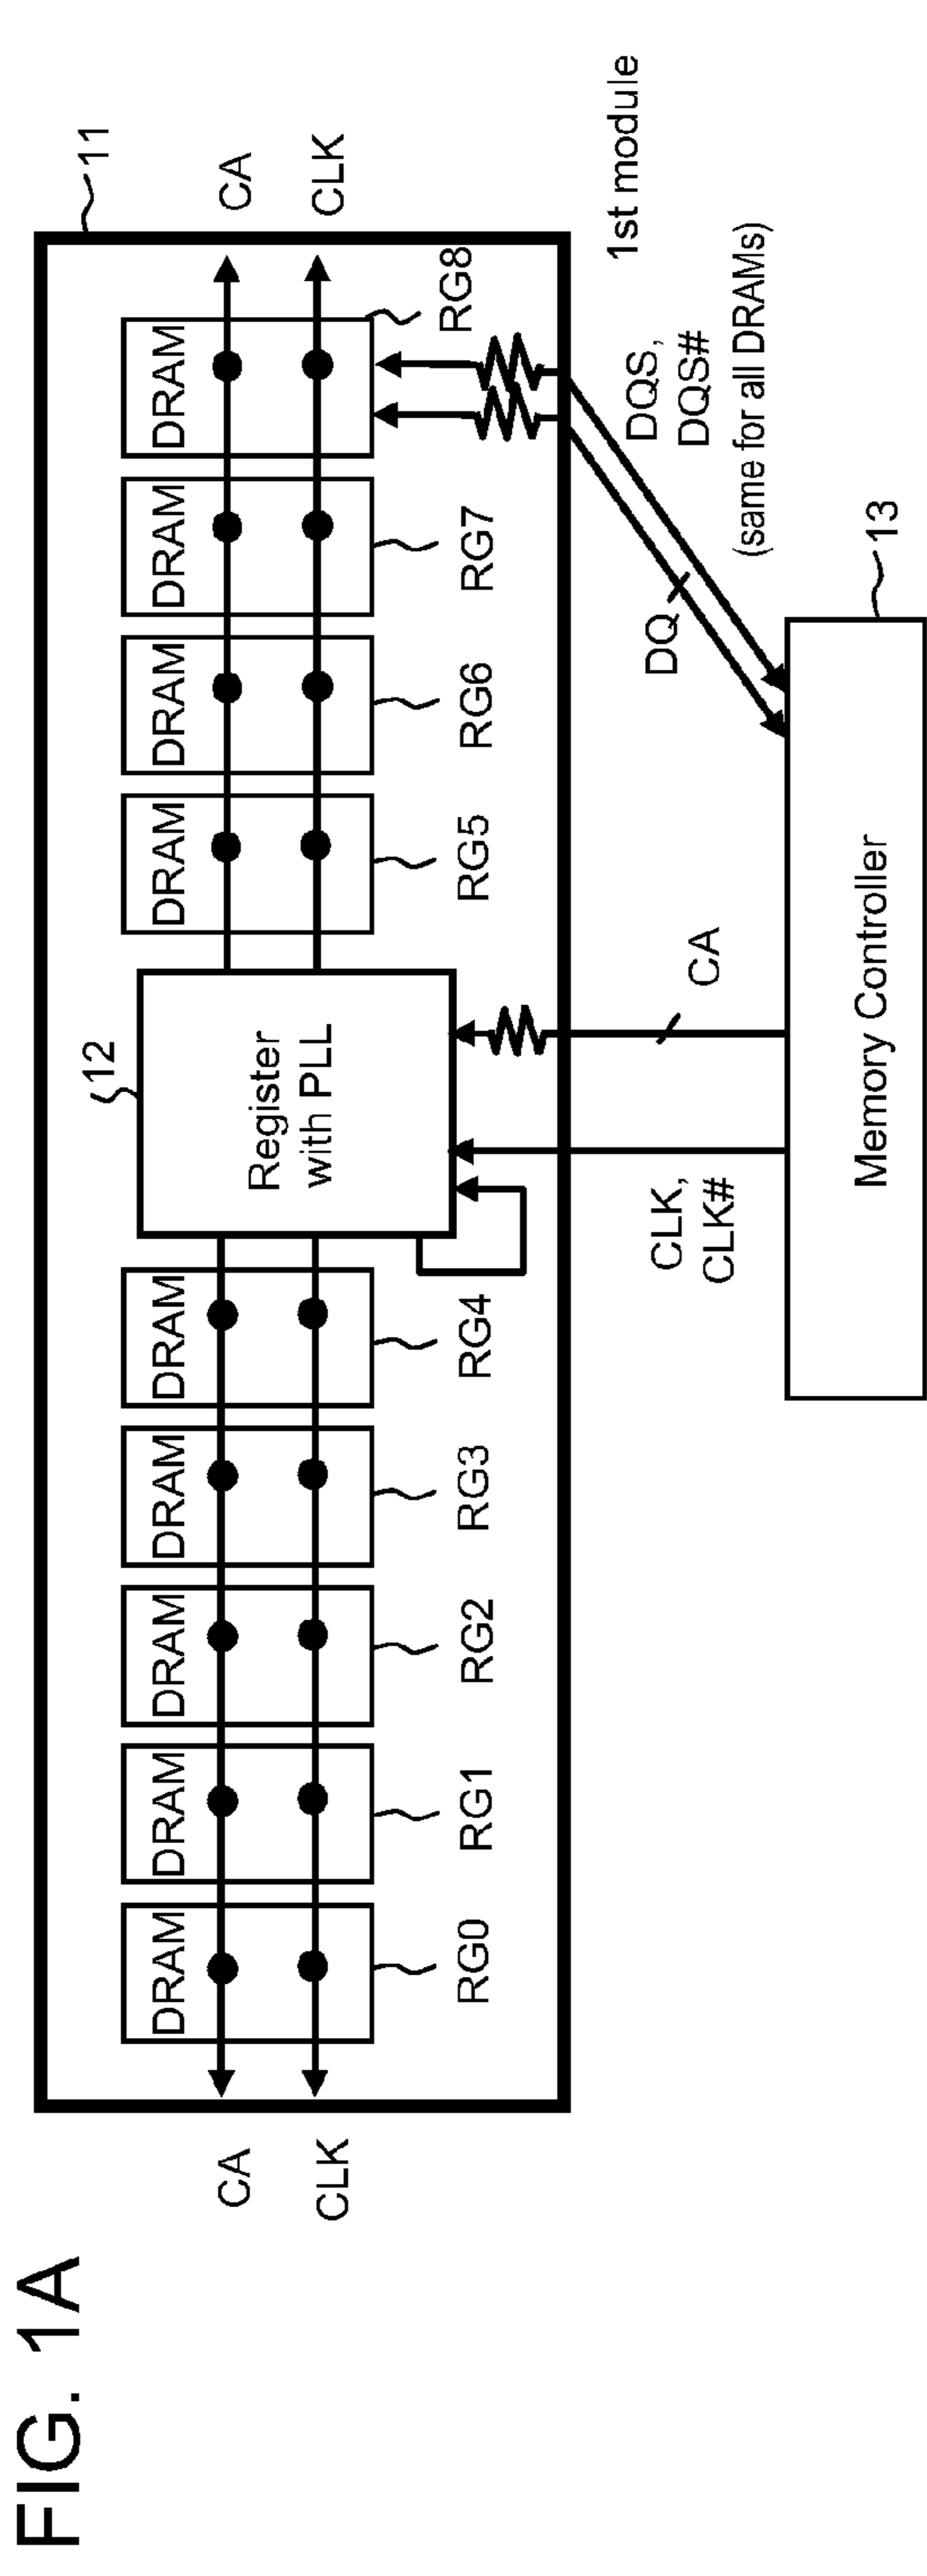 FIG. 1A
11
CA
CLK
CA
CLK
DRAM
DRAM
DRAM
DRAM
DRAM
12
Register
with PLL
DRAM
DRAM
DRAM
DRAM
RG0
RG1
RG2
RG3
RG4
RG5
RG6
RG7
RG8
1st module
CLK,
CLK#
CA
DQ
DQS,
DQS#
(same for all DRAMs)
Memory Controller
13